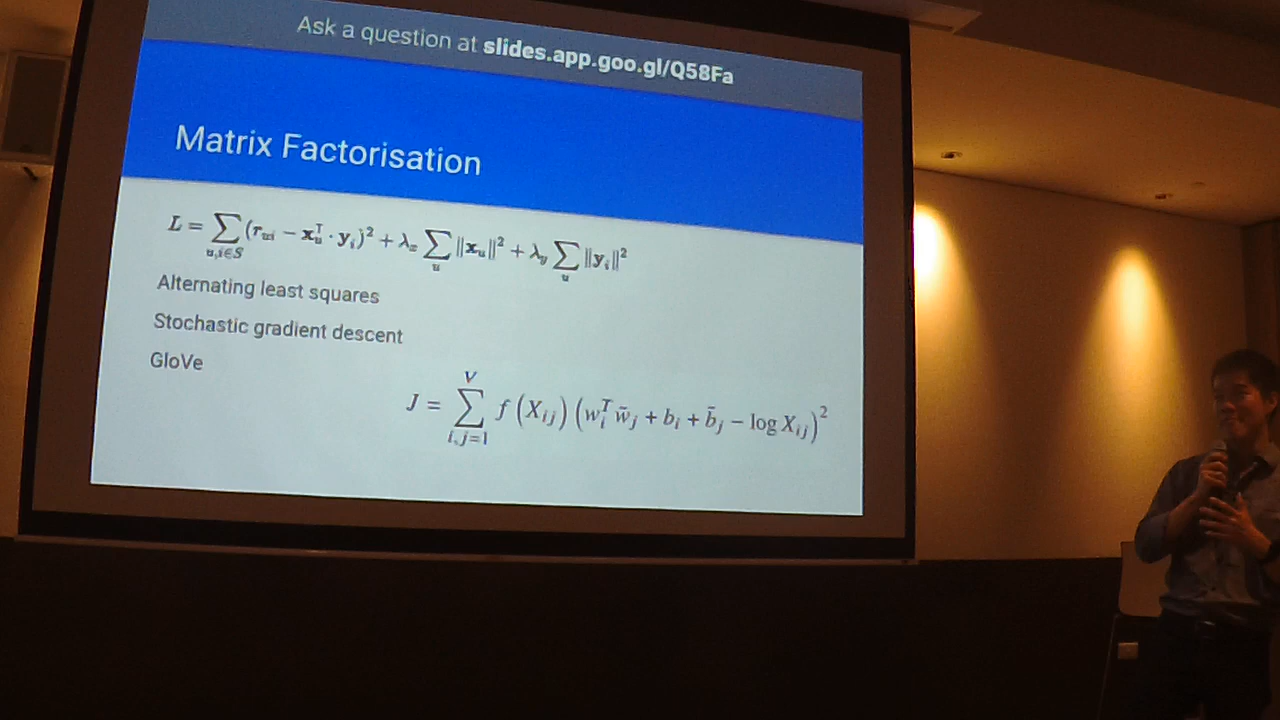 Ask a question at slides.app.goo.gl/Q58Fa
Matrix Factorisation
L = ∑_{u,i∈S} (r_{ui} − x_u^T · y_i)^2 + λ_x ∑_u ||x_u||^2 + λ_y ∑_u ||y_i||^2
Alternating least squares
Stochastic gradient descent
GloVe
J = ∑_{i,j=1}^{V} f (X_{ij}) (w_i^T w̃_j + b_i + b̃_j − log X_{ij})^2